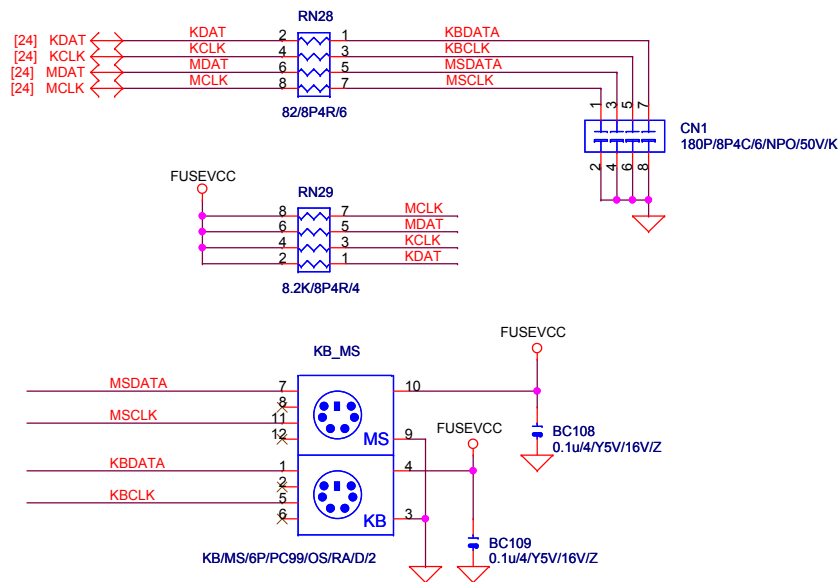 RN28
[24] KDAT KDAT 2 1 KBDATA
[24] KCLK KCLK 4 3 KBCLK
[24] MDAT MDAT 6 5 MSDATA
[24] MCLK MCLK 8 7 MSCLK
82/8P4R/6
1 3 5 7
CN1
180P/8P4C/6/NPO/50V/K
2 4 6 8
FUSEVCC
RN29
8 7 MCLK
6 5 MDAT
4 3 KCLK
2 1 KDAT
8.2K/8P4R/4
FUSEVCC
KB_MS
MSDATA 7 10
8
MSCLK 11
12 MS 9
FUSEVCC
BC108
0.1u/4/Y5V/16V/Z
KBDATA 1 4
2
KBCLK 5
6 KB 3
BC109
0.1u/4/Y5V/16V/Z
KB/MS/6P/PC99/OS/RA/D/2